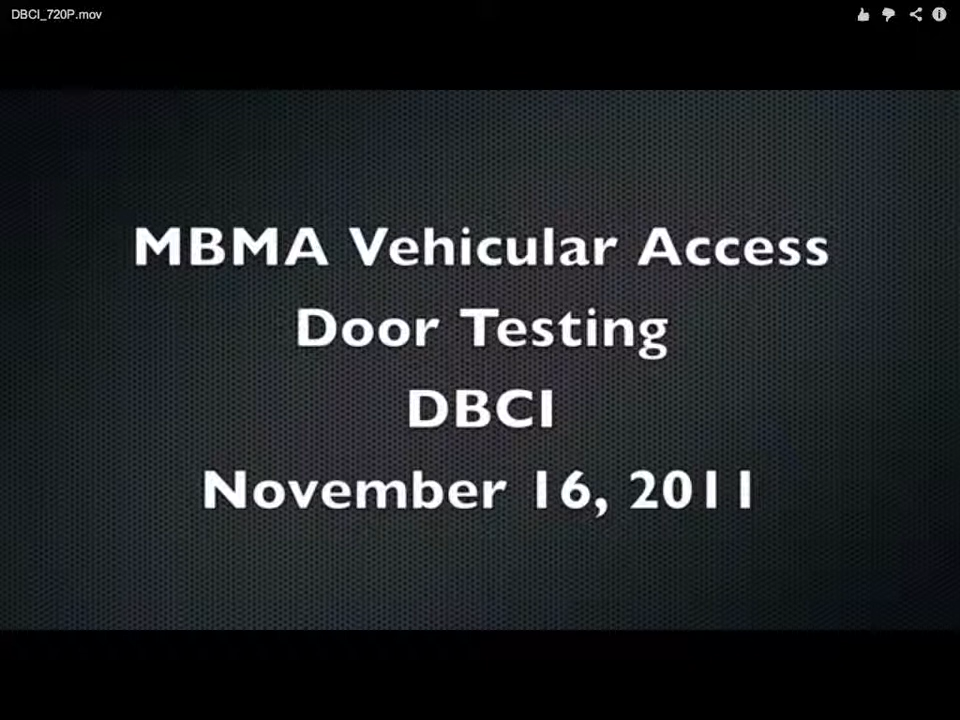 DBCI_720P.mov
MBMA Vehicular Access
Door Testing
DBCI
November 16, 2011